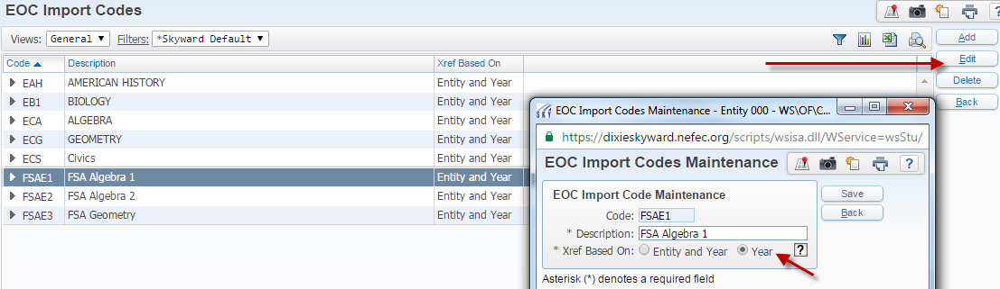 EOC Import Codes
Views: General Filters: *Skyward Default
Add
Edit
Delete
Back
Code Description Xref Based On
EAH AMERICAN HISTORY Entity and Year
EB1 BIOLOGY Entity and Year
ECA ALGEBRA Entity and Year
ECG GEOMETRY Entity and Year
ECS Civics Entity and Year
FSAE1 FSA Algebra 1 Entity and Year
FSAE2 FSA Algebra 2 Entity and Year
FSAE3 FSA Geometry Entity and Year
SKY EOC Import Codes Maintenance - Entity 000 - WS\OF\C...
https://dixieskyward.nefec.org/scripts/wsisa.dll/WService=wsStu/
EOC Import Codes Maintenance
?
EOC Import Code Maintenance
Save
Back
Code: FSAE1
* Description: FSA Algebra 1
* Xref Based On: Entity and Year Year ?
Asterisk (*) denotes a required field